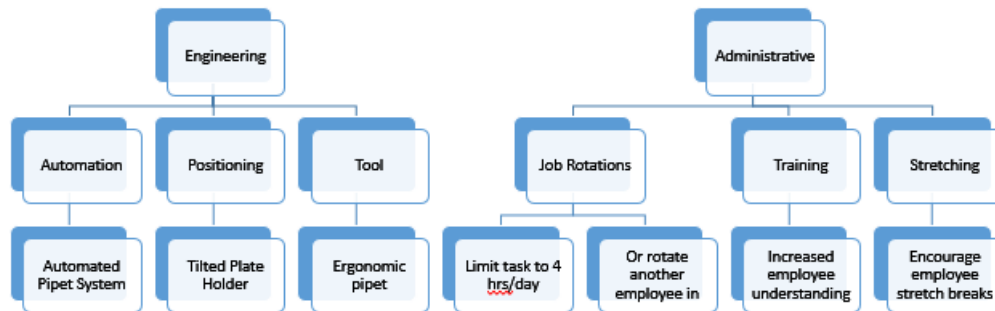 Engineering
Administrative
Automation
Positioning
Tool
Job Rotations
Training
Stretching
Automated
Pipet System
Tilted Plate
Holder
Ergonomic
pipet
Limit task to 4
hrs/day
Or rotate
another
employee in
Increased
employee
understanding
Encourage
employee
stretch breaks